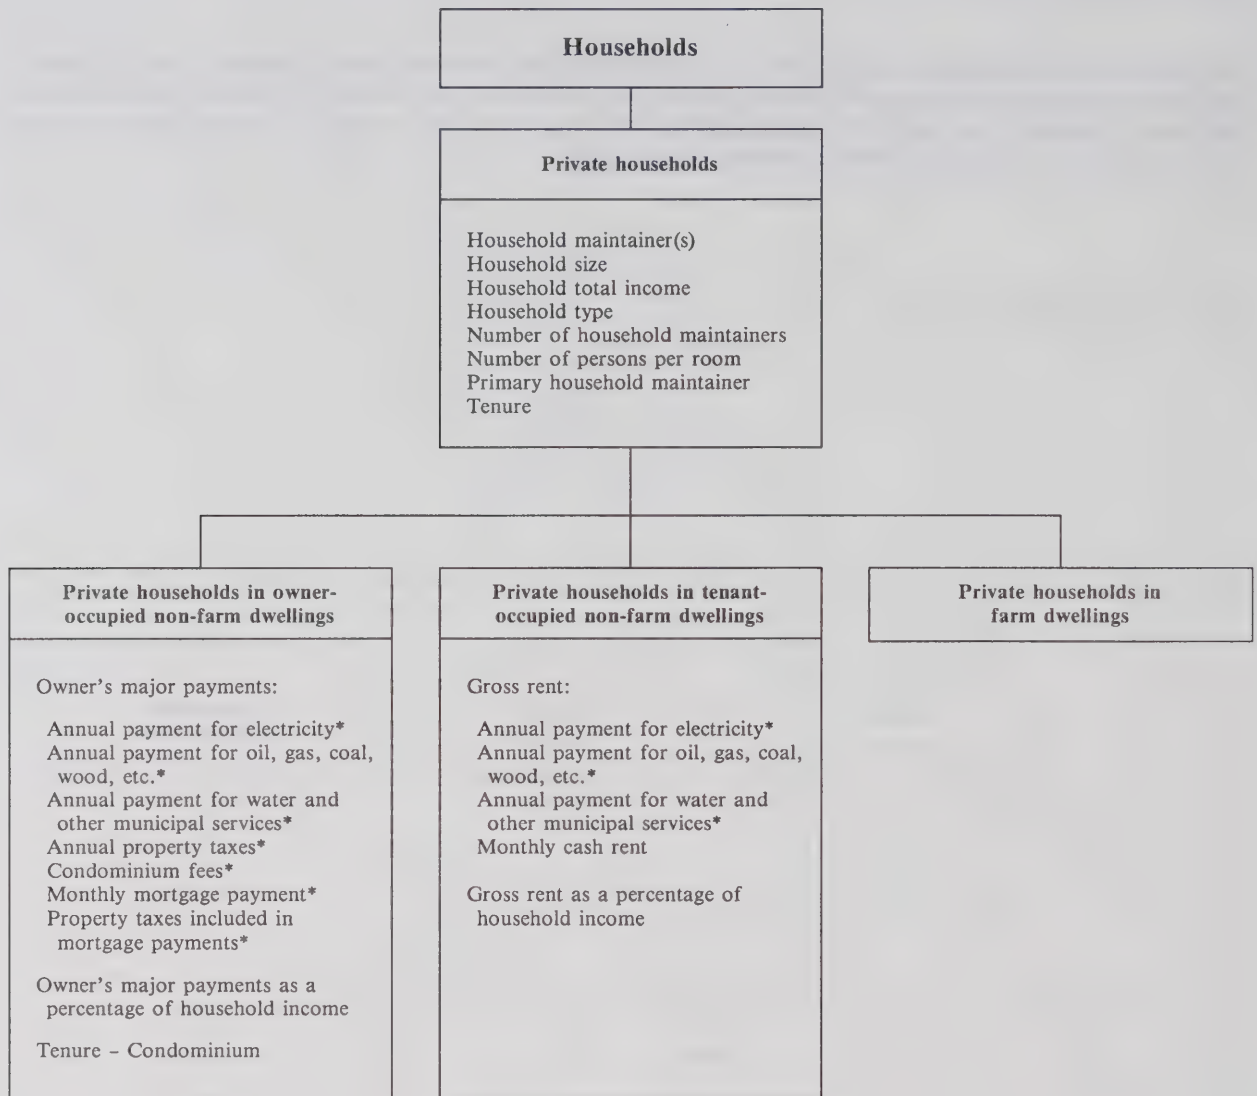 Households
Private households
Household maintainer(s)
Household size
Household total income
Household type
Number of household maintainers
Number of persons per room
Primary household maintainer
Tenure
Private households in owner-
occupied non-farm dwellings
Owner's major payments:
Annual payment for electricity*
Annual payment for oil, gas, coal,
wood, etc.*
Annual payment for water and
other municipal services*
Annual property taxes*
Condominium fees*
Monthly mortgage payment*
Property taxes included in
mortgage payments*
Owner's major payments as a
percentage of household income
Tenure – Condominium
Private households in tenant-
occupied non-farm dwellings
Gross rent:
Annual payment for electricity*
Annual payment for oil, gas, coal,
wood, etc.*
Annual payment for water and
other municipal services*
Monthly cash rent
Gross rent as a percentage of
household income
Private households in
farm dwellings